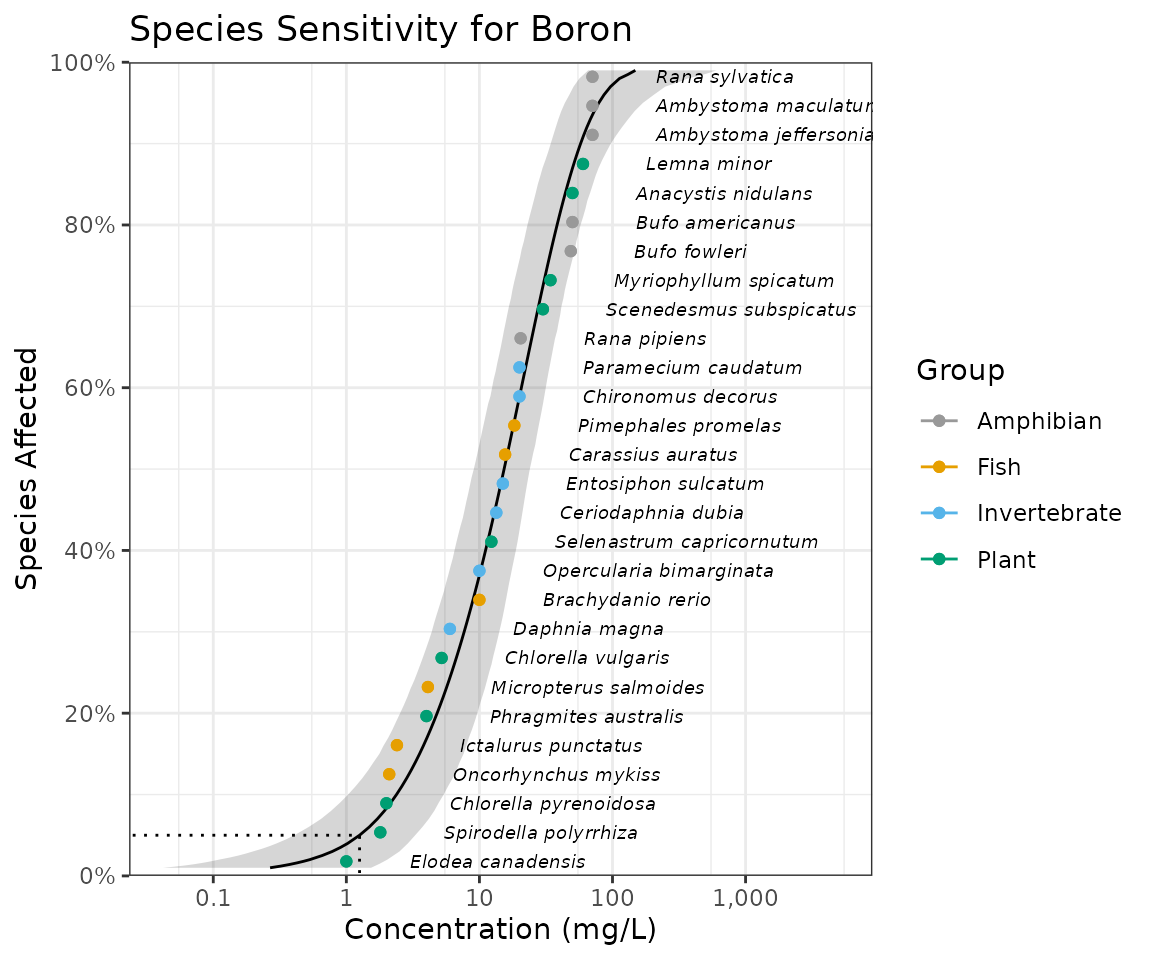 Species Sensitivity for Boron
100%
80%
60%
40%
20%
0%
Species Affected
Rana sylvatica
Ambystoma maculatum
Ambystoma jeffersonia
Lemna minor
Anacystis nidulans
Bufo americanus
Bufo fowleri
Myriophyllum spicatum
Scenedesmus subspicatus
Rana pipiens
Paramecium caudatum
Chironomus decorus
Pimephales promelas
Carassius auratus
Entosiphon sulcatum
Ceriodaphnia dubia
Selenastrum capricornutum
Opercularia bimarginata
Brachydanio rerio
Daphnia magna
Chlorella vulgaris
Micropterus salmoides
Phragmites australis
Ictalurus punctatus
Oncorhynchus mykiss
Chlorella pyrenoidosa
Spirodella polyrrhiza
Elodea canadensis
0.1 1 10 100 1,000
Concentration (mg/L)
Group
Amphibian
Fish
Invertebrate
Plant